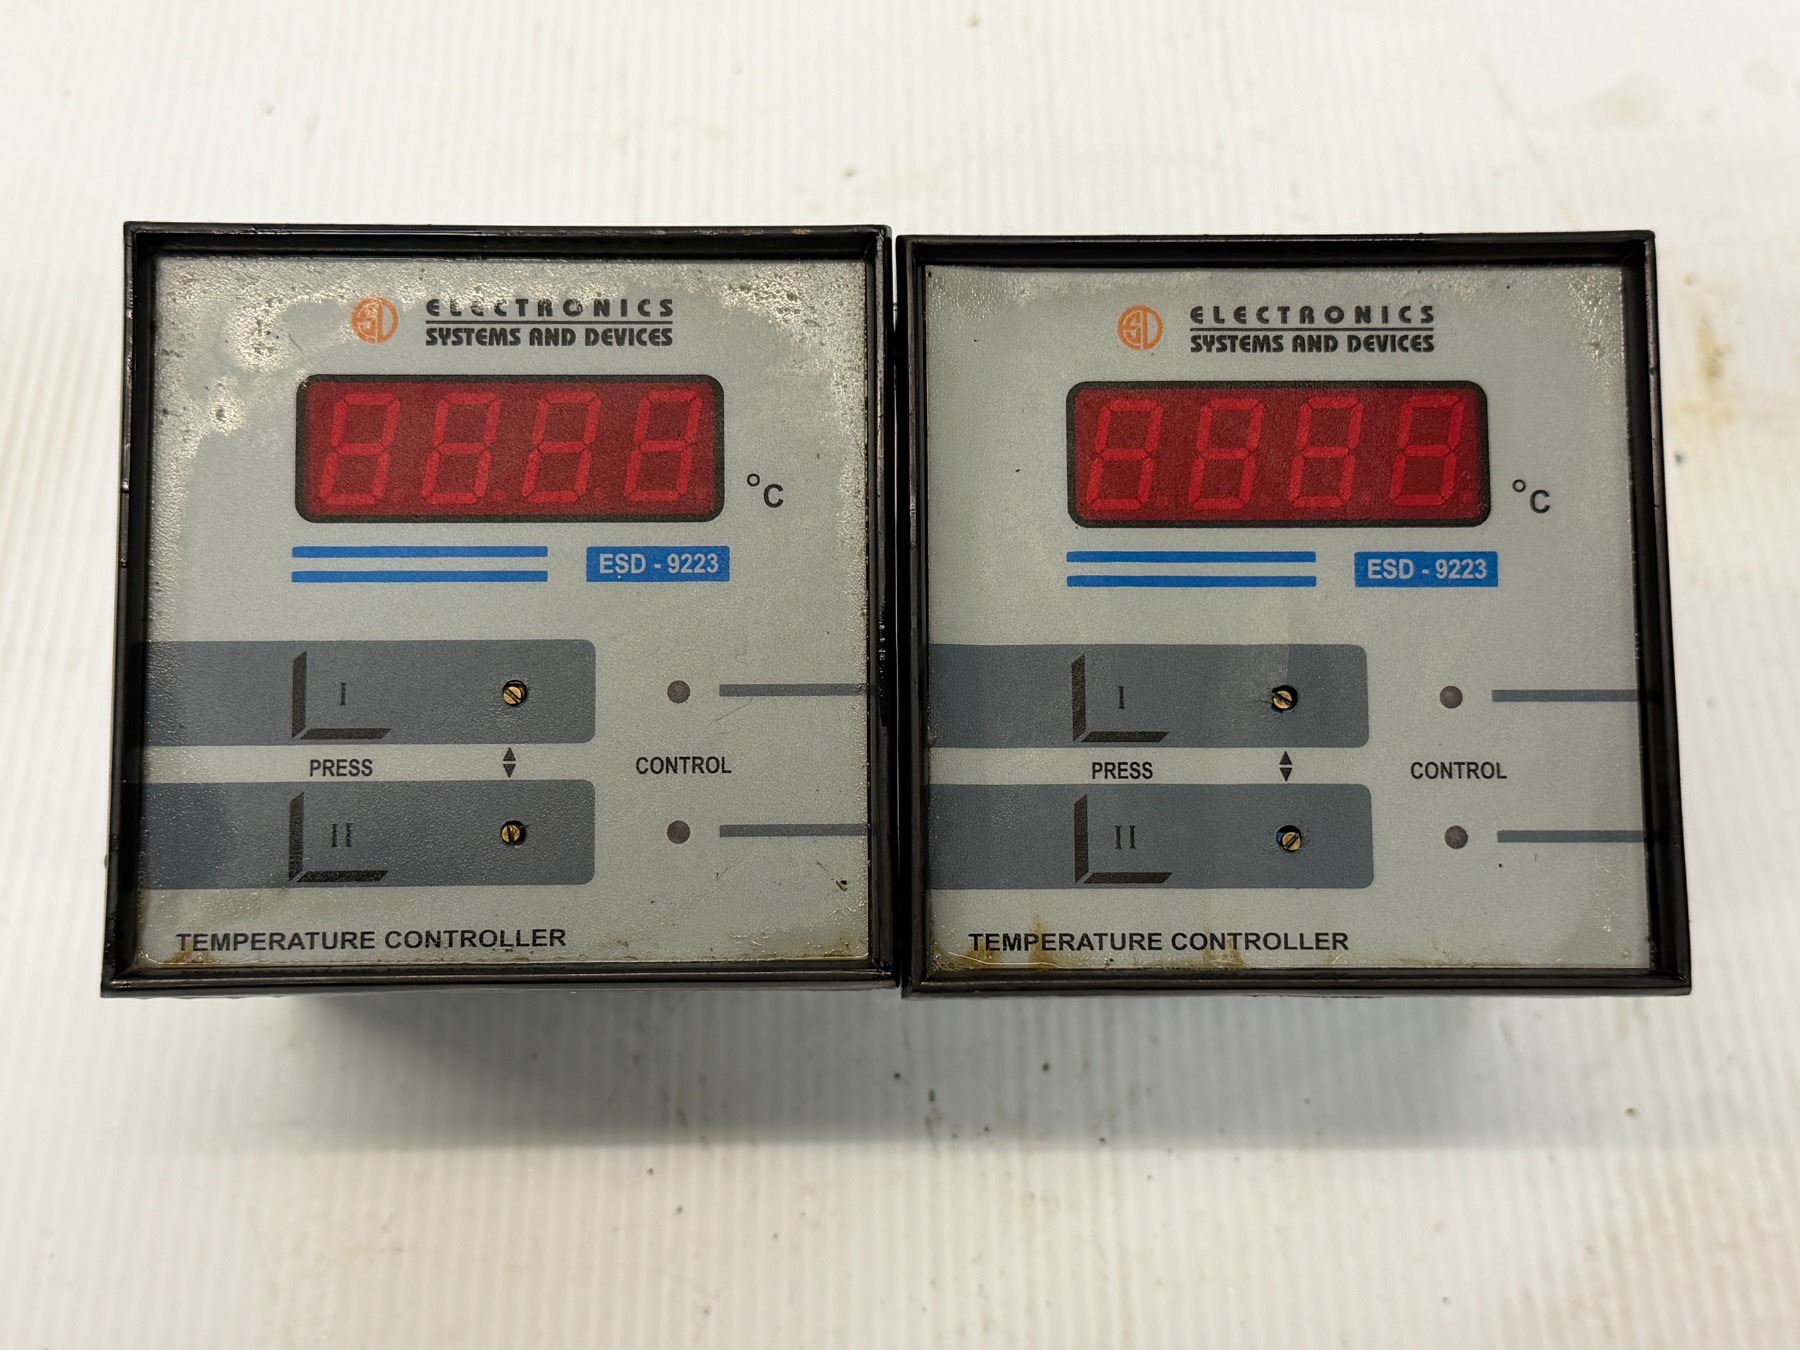 ELECTRONICS
SYSTEMS AND DEVICES
°C
ESD - 9223
I
PRESS
CONTROL
II
TEMPERATURE CONTROLLER
ELECTRONICS
SYSTEMS AND DEVICES
°C
ESD - 9223
I
PRESS
CONTROL
II
TEMPERATURE CONTROLLER